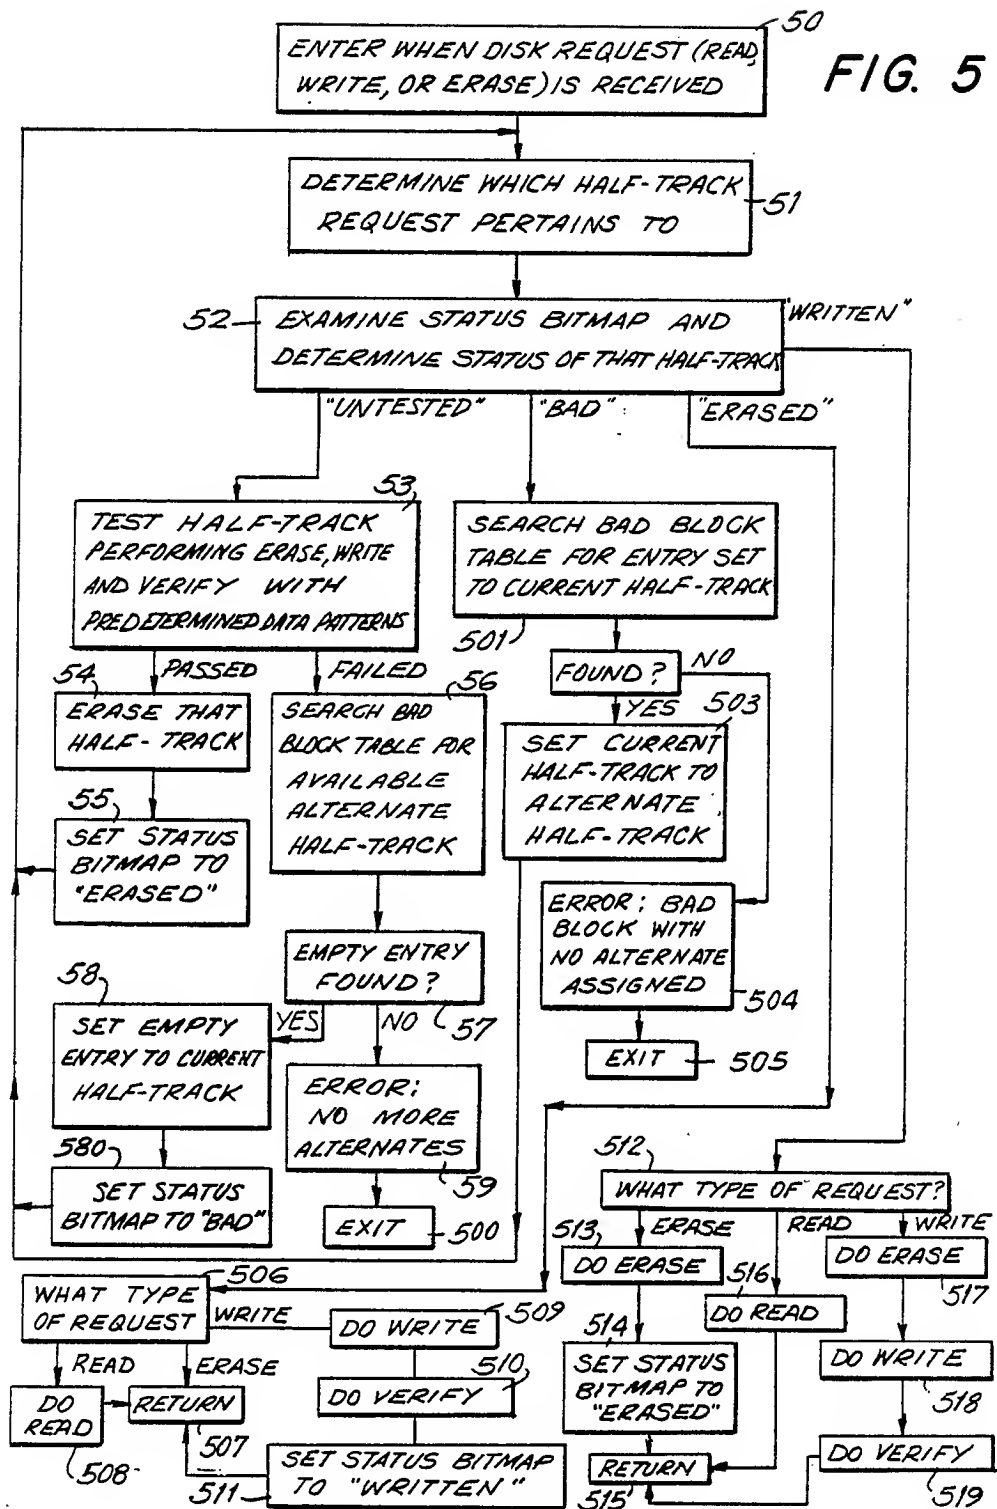 50
ENTER WHEN DISK REQUEST (READ,
WRITE, OR ERASE) IS RECEIVED
FIG. 5
DETERMINE WHICH HALF-TRACK
REQUEST PERTAINS TO
51
52
EXAMINE STATUS BITMAP AND
DETERMINE STATUS OF THAT HALF-TRACK
"WRITTEN"
"UNTESTED"
"BAD"
"ERASED"
53
TEST HALF-TRACK
PERFORMING ERASE, WRITE
AND VERIFY WITH
PREDETERMINED DATA PATTERNS
SEARCH BAD BLOCK
TABLE FOR ENTRY SET
TO CURRENT HALF-TRACK
501
PASSED
FAILED
FOUND?
NO
YES
54
ERASE THAT
HALF-TRACK
56
SEARCH BAD
BLOCK TABLE FOR
AVAILABLE
ALTERNATE
HALF-TRACK
503
SET CURRENT
HALF-TRACK TO
ALTERNATE
HALF-TRACK
55
SET STATUS
BITMAP TO
"ERASED"
ERROR: BAD
BLOCK WITH
NO ALTERNATE
ASSIGNED
504
EMPTY ENTRY
FOUND?
57
YES
NO
EXIT
505
58
SET EMPTY
ENTRY TO CURRENT
HALF-TRACK
ERROR:
NO MORE
ALTERNATES
59
580
SET STATUS
BITMAP TO "BAD"
EXIT
500
512
WHAT TYPE OF REQUEST?
ERASE
READ
WRITE
513
DO ERASE
516
DO READ
DO ERASE
517
506
WHAT TYPE
OF REQUEST
WRITE
509
DO WRITE
514
SET STATUS
BITMAP TO
"ERASED"
DO WRITE
518
READ
ERASE
510
DO VERIFY
DO
READ
508
RETURN
507
SET STATUS BITMAP
TO "WRITTEN"
511
RETURN
515
DO VERIFY
519